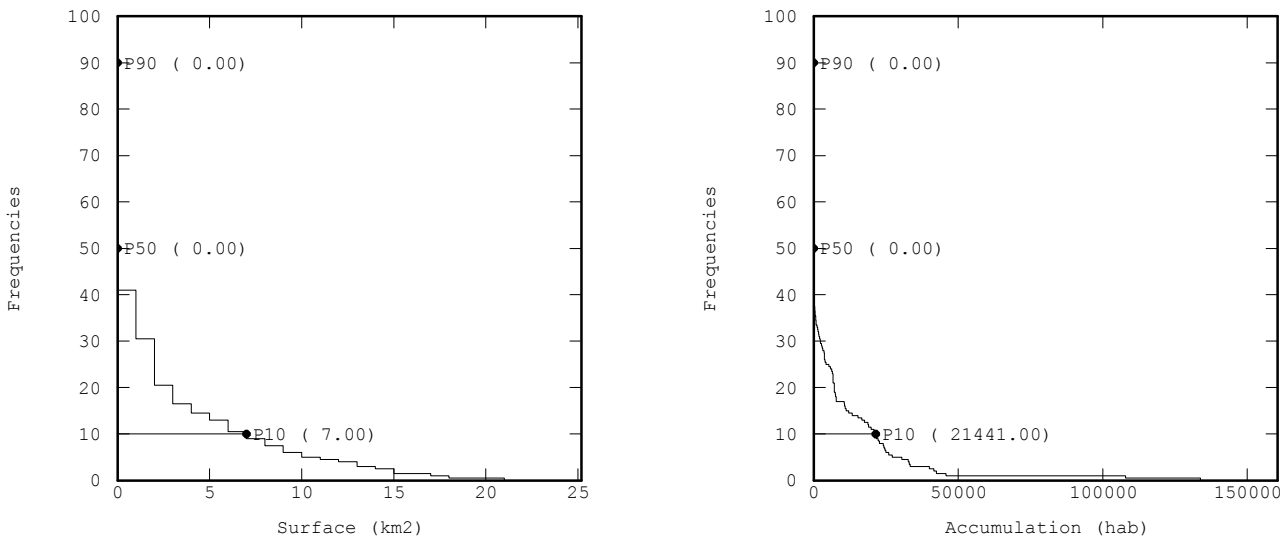 100
90
80
70
60
50
40
30
20
10
0
P90 ( 0.00)
P50 ( 0.00)
P10 ( 7.00)
Frequencies
0 5 10 15 20 25
Surface (km2)
100
90
80
70
60
50
40
30
20
10
0
P90 ( 0.00)
P50 ( 0.00)
P10 ( 21441.00)
Frequencies
0 50000 100000 150000
Accumulation (hab)